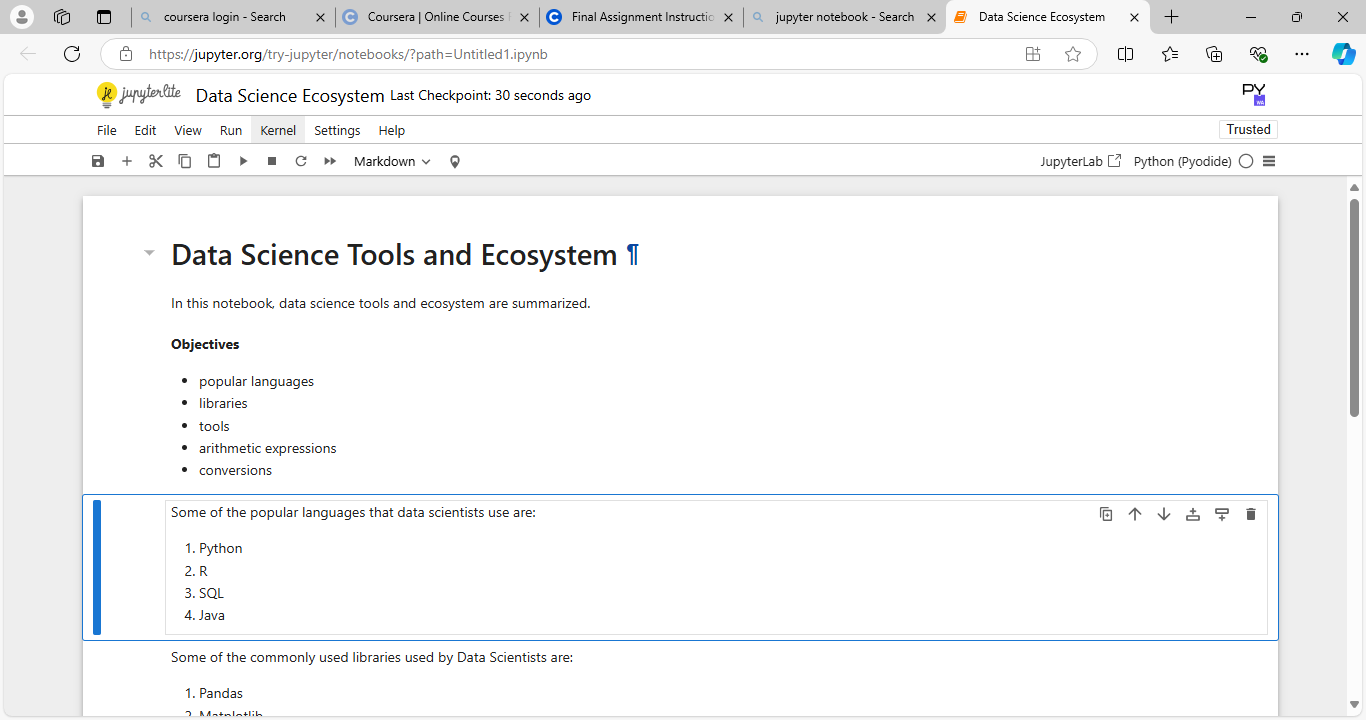 coursera login - Search
Coursera | Online Courses
Final Assignment Instructio
jupyter notebook - Search
Data Science Ecosystem
https://jupyter.org/try-jupyter/notebooks/?path=Untitled1.ipynb
jupyterlite Data Science Ecosystem Last Checkpoint: 30 seconds ago
PY
File Edit View Run Kernel Settings Help
Trusted
Markdown
JupyterLab
Python (Pyodide)
Data Science Tools and Ecosystem ¶
In this notebook, data science tools and ecosystem are summarized.
Objectives
• popular languages
• libraries
• tools
• arithmetic expressions
• conversions
Some of the popular languages that data scientists use are:
1. Python
2. R
3. SQL
4. Java
Some of the commonly used libraries used by Data Scientists are:
1. Pandas
2. Matplotlib